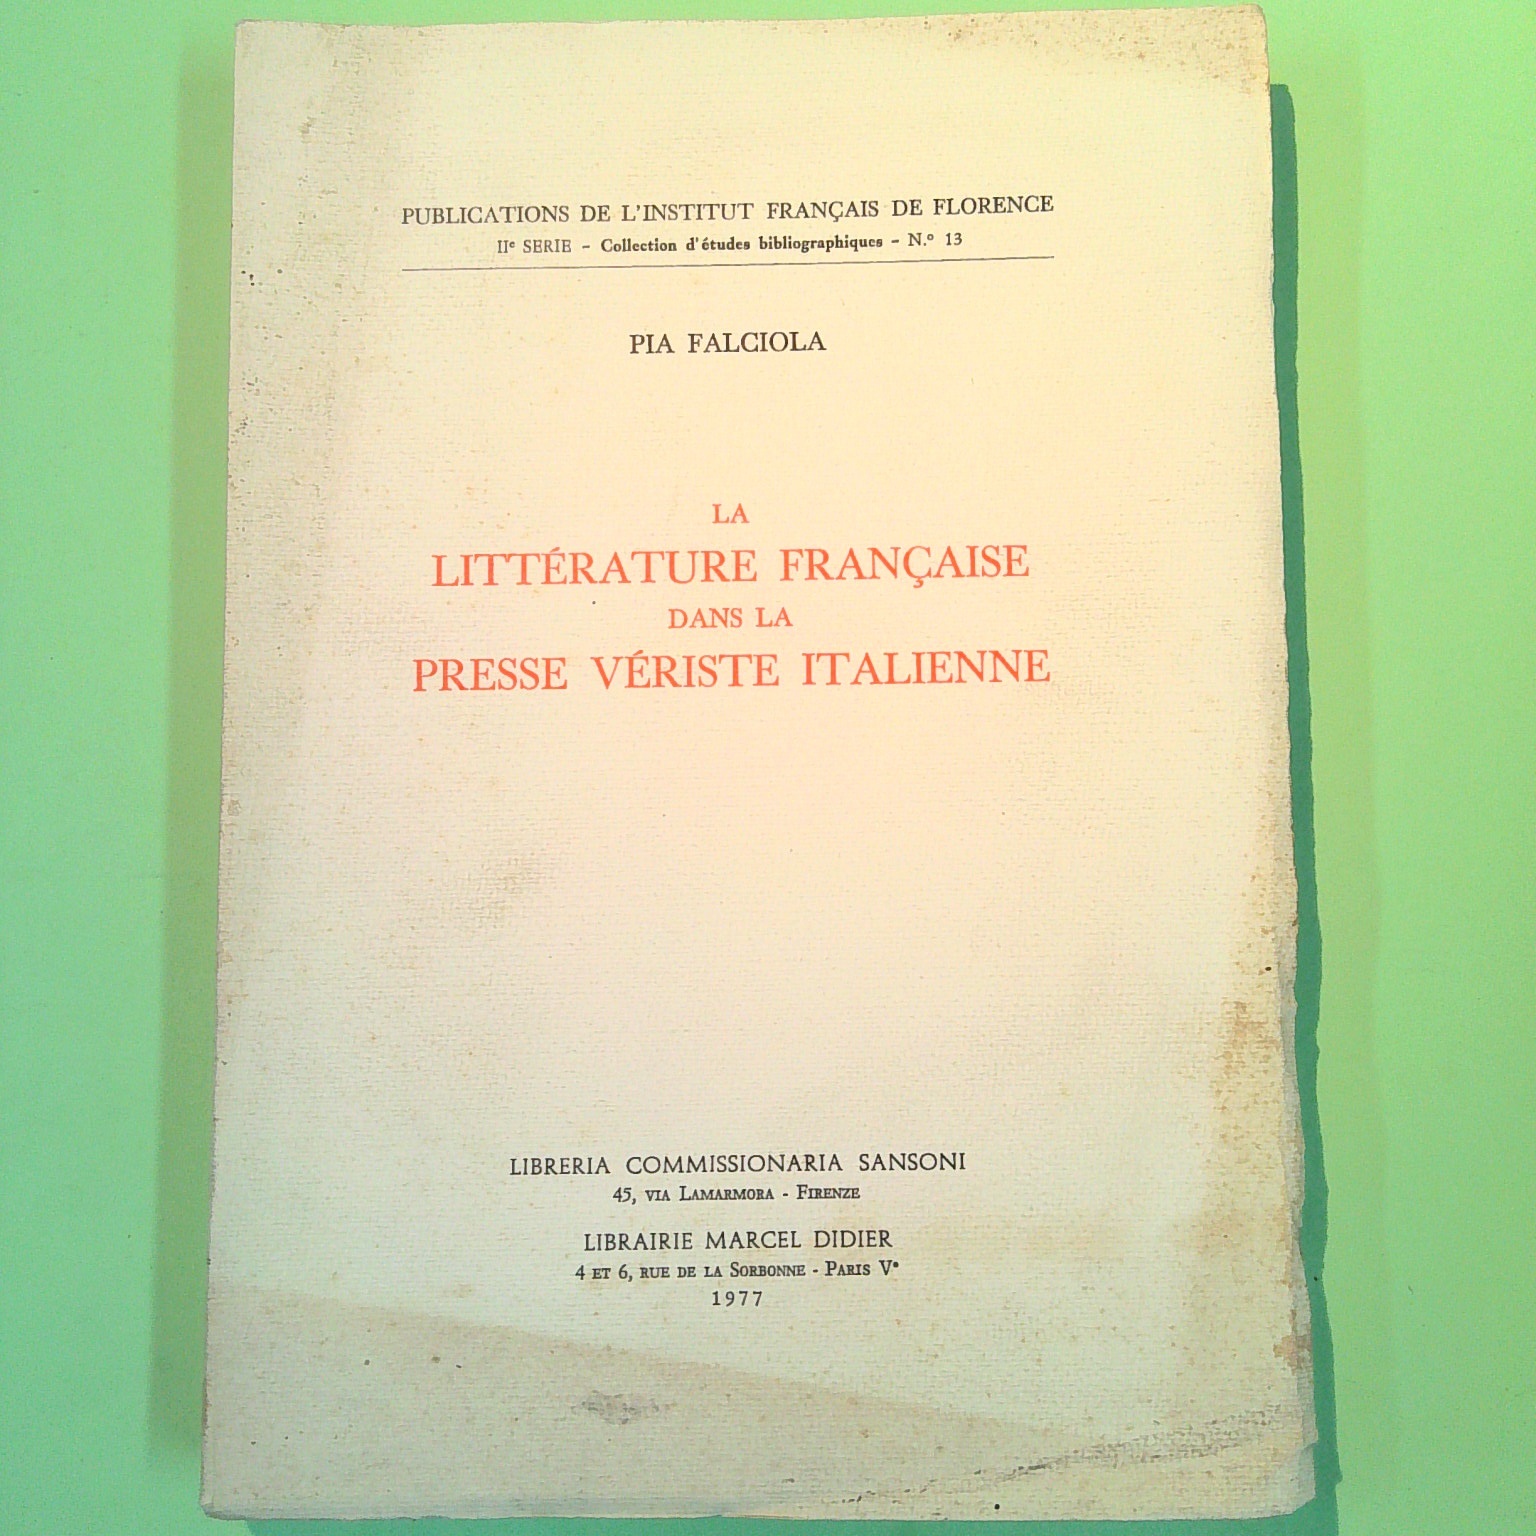 PUBLICATIONS DE L'INSTITUT FRANÇAIS DE FLORENCE
IIe SERIE – Collection d'études bibliographiques – N.º 13
PIA FALCIOLA
LA
LITTÉRATURE FRANÇAISE
DANS LA
PRESSE VÉRISTE ITALIENNE
LIBRERIA COMMISSIONARIA SANSONI
45, VIA LAMARMORA - FIRENZE
LIBRAIRIE MARCEL DIDIER
4 ET 6, RUE DE LA SORBONNE - PARIS Ve
1977